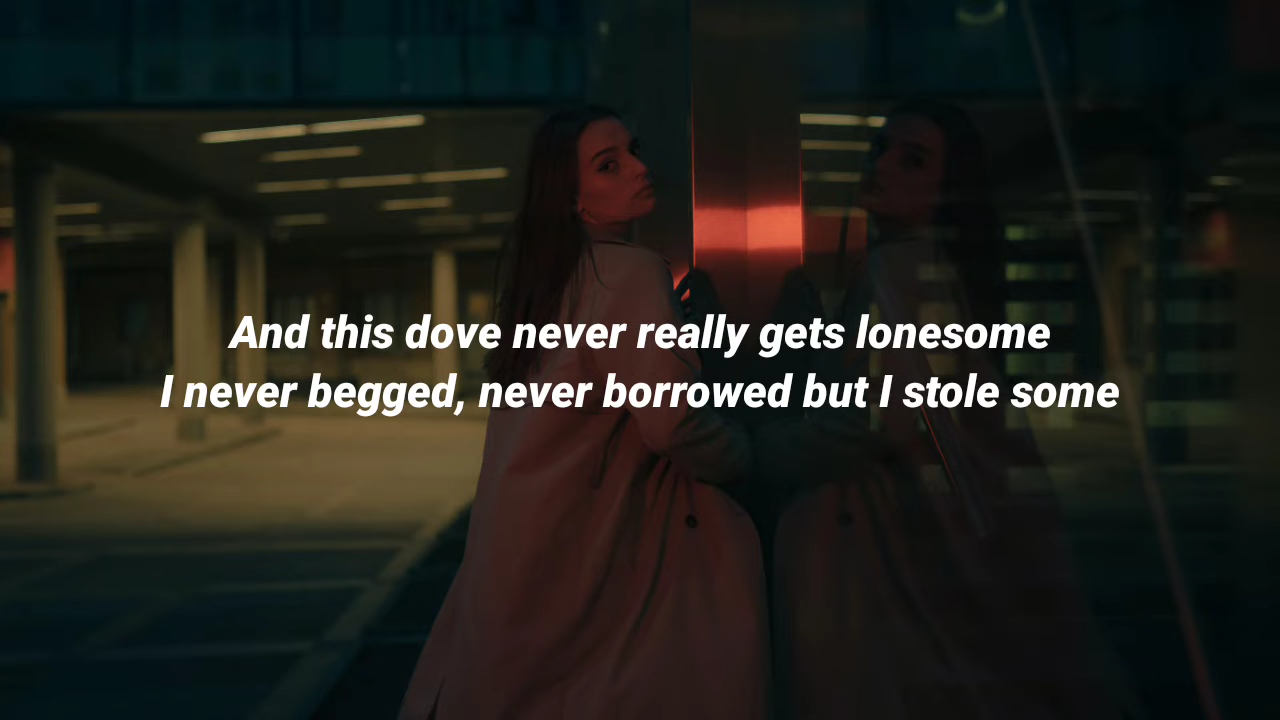 And this dove never really gets lonesome
I never begged, never borrowed but I stole some